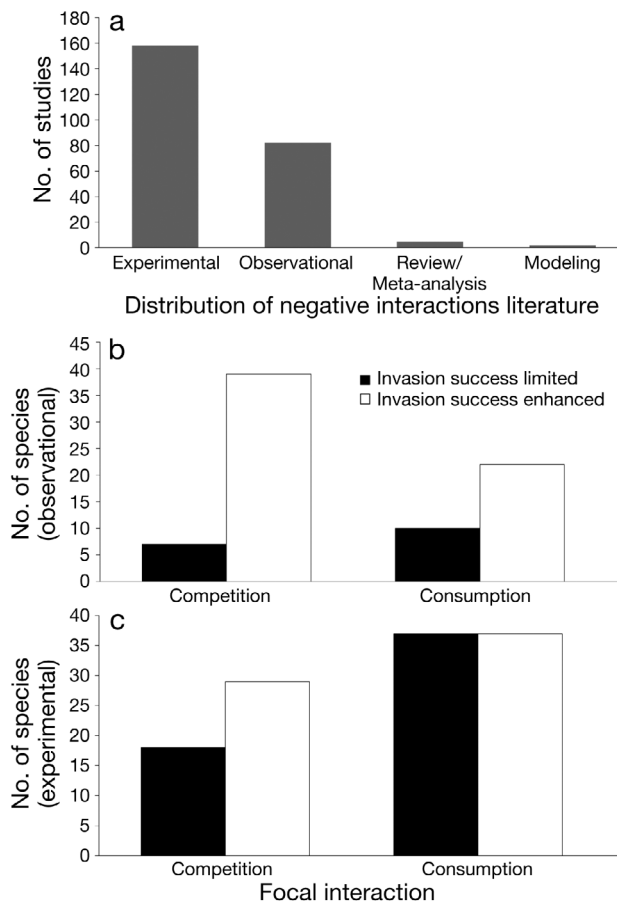 a
180
160
140
120
100
80
60
40
20
0
No. of studies
Experimental
Observational
Review/
Meta-analysis
Modeling
Distribution of negative interactions literature
b
45
40
35
30
25
20
15
10
5
0
No. of species
(observational)
Invasion success limited
Invasion success enhanced
Competition
Consumption
c
40
35
30
25
20
15
10
5
0
No. of species
(experimental)
Competition
Consumption
Focal interaction